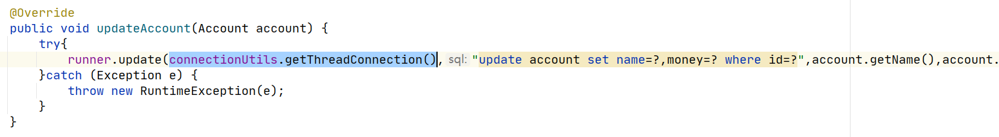 @Override
public void updateAccount(Account account) {
try{
runner.update(connectionUtils.getThreadConnection(), sql: "update account set name=?,money=? where id=?",account.getName(),account.
}catch (Exception e) {
throw new RuntimeException(e);
}
}